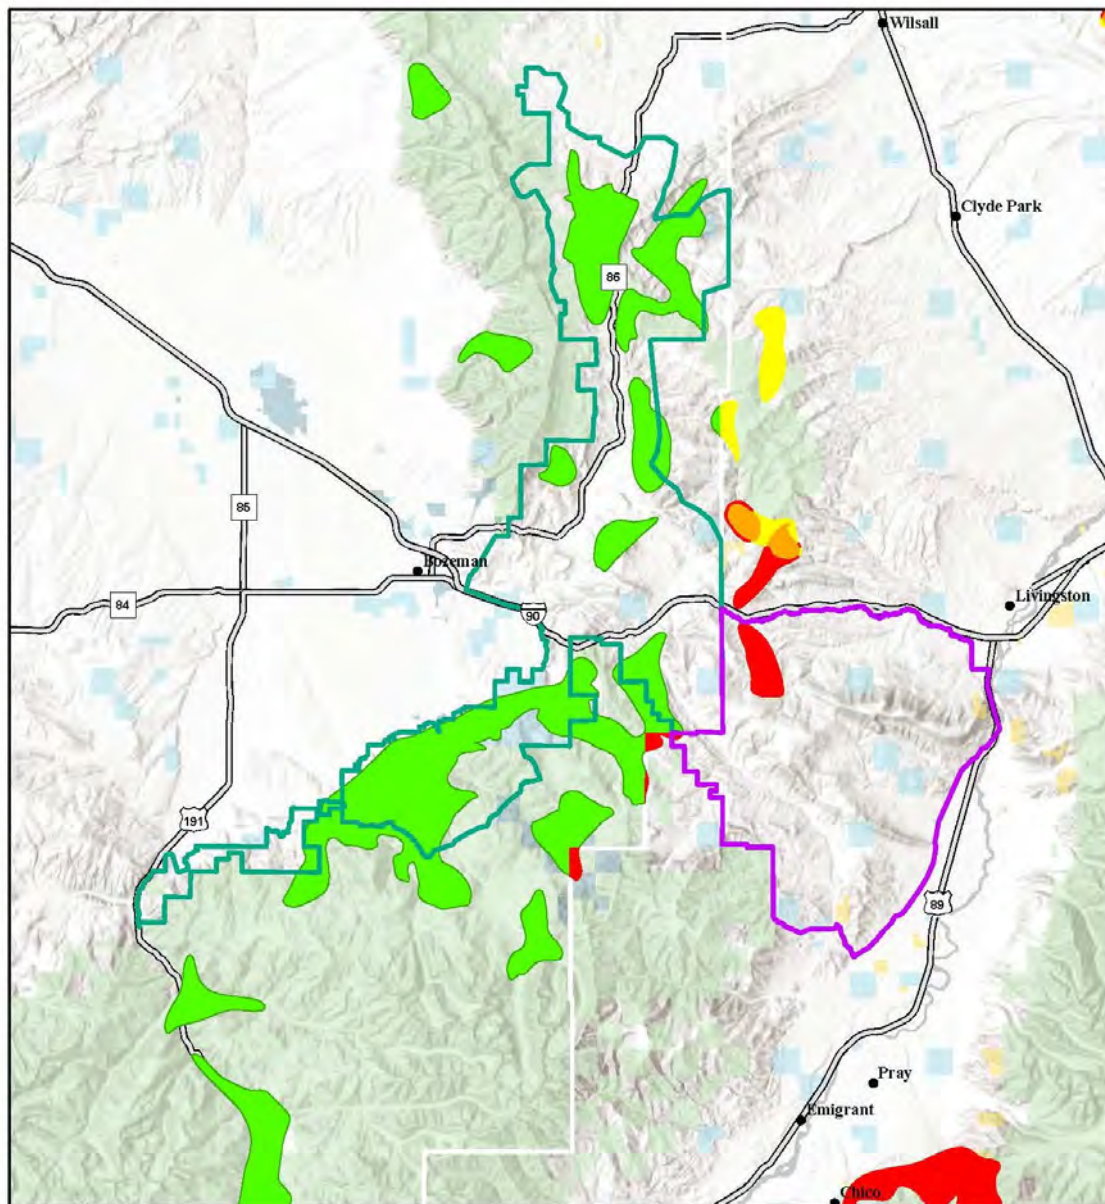 Wilsall
Clyde Park
86
85
Bozeman
84
90
Livingston
191
89
Pray
Emigrant
Chico